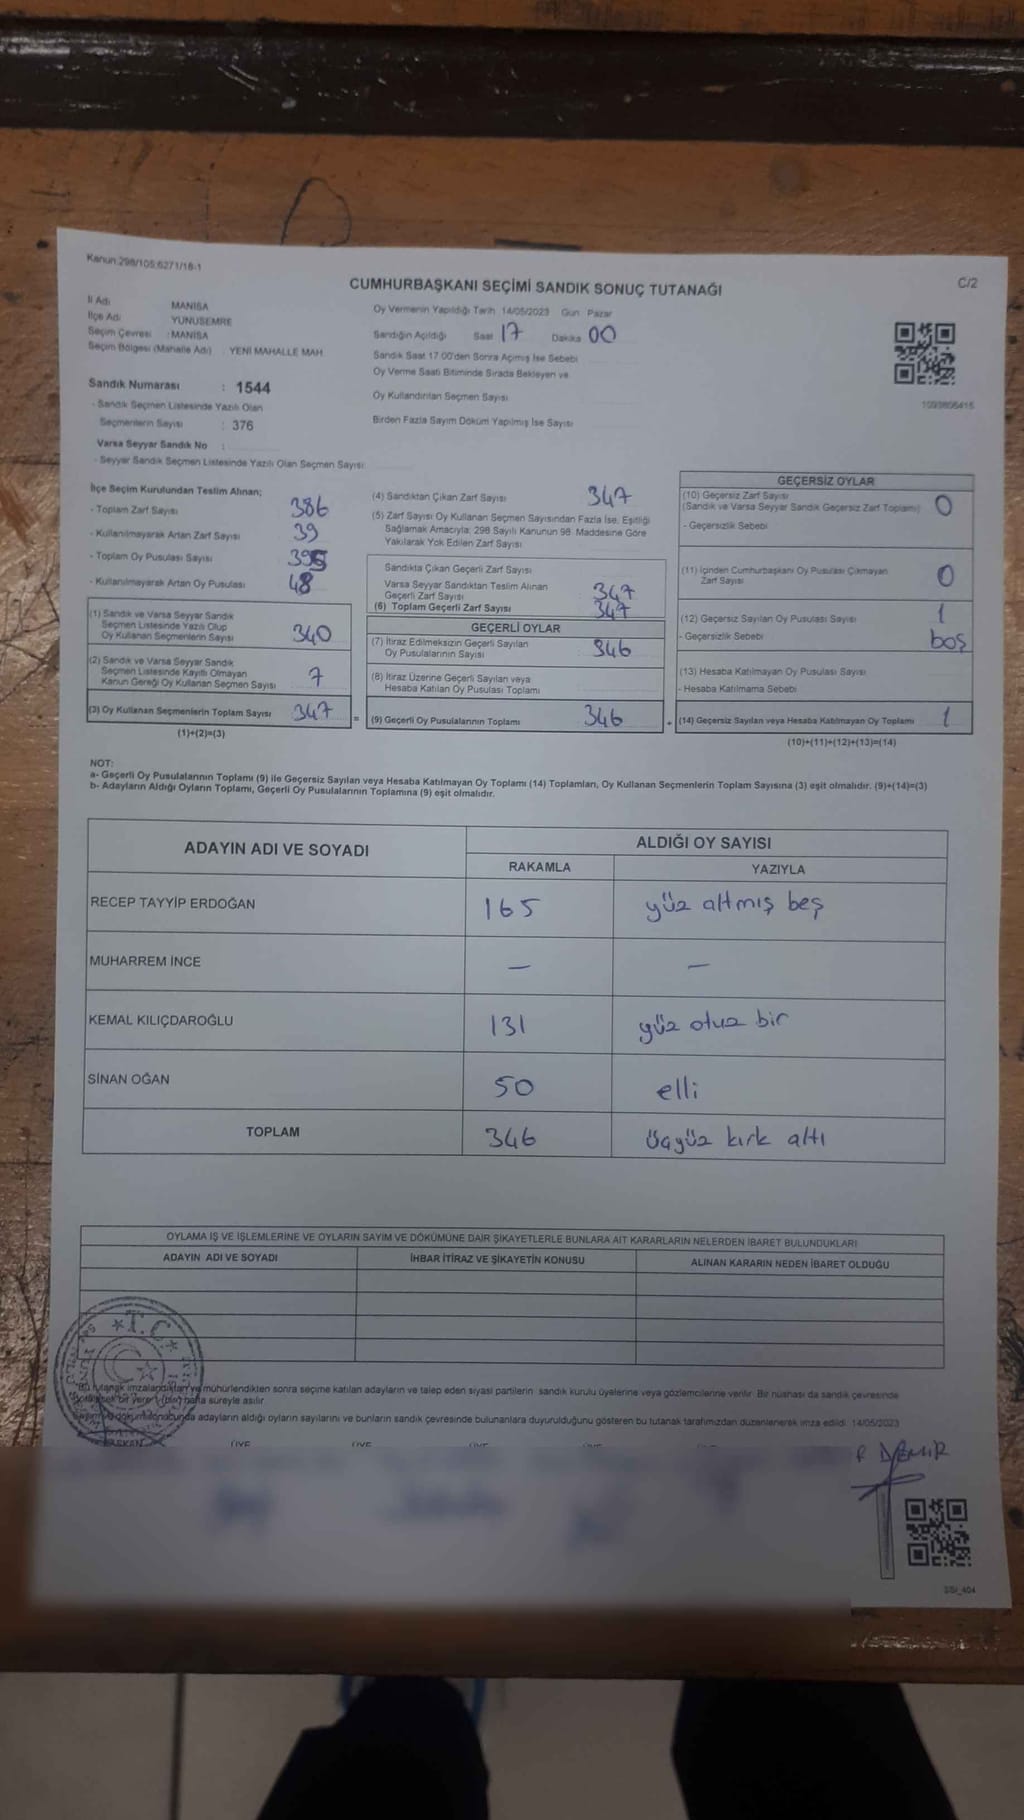 Kanun:298/105;6271/18-1
C/2
CUMHURBAŞKANI SEÇİMİ SANDIK SONUÇ TUTANAĞI
İl Adı MANİSA
İlçe Adı YUNUSEMRE
Seçim Çevresi : MANİSA
Seçim Bölgesi (Mahalle Adı) : YENİ MAHALLE MAH
Sandık Numarası : 1544
- Sandık Seçmen Listesinde Yazılı Olan
Seçmenlerin Sayısı : 376
Varsa Seyyar Sandık No :
- Seyyar Sandık Seçmen Listesinde Yazılı Olan Seçmen Sayısı:
Oy Vermenin Yapıldığı Tarih 14/05/2023 Gün Pazar
Sandığın Açıldığı Saat 17 Dakika 00
Sandık Saat 17 00'den Sonra Açımış İse Sebebi
Oy Verme Saati Bitiminde Sırada Bekleyen ve
Oy Kullandırılan Seçmen Sayısı
Birden Fazla Sayım Döküm Yapılmış İse Sayısı
1093806415
İlçe Seçim Kurulundan Teslim Alınan;
- Toplam Zarf Sayısı 386
- Kullanılmayarak Artan Zarf Sayısı 39
- Toplam Oy Pusulası Sayısı 395
- Kullanılmayarak Artan Oy Pusulası 48
(1) Sandık ve Varsa Seyyar Sandık
Seçmen Listesinde Yazılı Olup
Oy Kullanan Seçmenlerin Sayısı 340
(2) Sandık ve Varsa Seyyar Sandık
Seçmen Listesinde Kayıtlı Olmayan
Kanun Gereği Oy Kullanan Seçmen Sayısı 7
(3) Oy Kullanan Seçmenlerin Toplam Sayısı 347 =
(1)+(2)=(3)
(4) Sandıktan Çıkan Zarf Sayısı 347
(5) Zarf Sayısı Oy Kullanan Seçmen Sayısından Fazla İse, Eşitliği
Sağlamak Amacıyla; 298 Sayılı Kanunun 98. Maddesine Göre
Yakılarak Yok Edilen Zarf Sayısı
Sandıkta Çıkan Geçerli Zarf Sayısı
Varsa Seyyar Sandıktan Teslim Alınan
Geçerli Zarf Sayısı 347
(6) Toplam Geçerli Zarf Sayısı 347
GEÇERLİ OYLAR
(7) İtiraz Edilmeksizin Geçerli Sayılan
Oy Pusulalarının Sayısı 346
(8) İtiraz Üzerine Geçerli Sayılan veya
Hesaba Katılan Oy Pusulası Toplamı
(9) Geçerli Oy Pusulalarının Toplamı 346 +
GEÇERSİZ OYLAR
(10) Geçersiz Zarf Sayısı
(Sandık ve Varsa Seyyar Sandık Geçersiz Zarf Toplamı) 0
- Geçersizlik Sebebi
(11) İçinden Cumhurbaşkanı Oy Pusulası Çıkmayan
Zarf Sayısı 0
(12) Geçersiz Sayılan Oy Pusulası Sayısı 1
- Geçersizlik Sebebi boş
(13) Hesaba Katılmayan Oy Pusulası Sayısı
- Hesaba Katılmama Sebebi
(14) Geçersiz Sayılan veya Hesaba Katılmayan Oy Toplamı 1
(10)+(11)+(12)+(13)=(14)
NOT:
a- Geçerli Oy Pusulalarının Toplamı (9) ile Geçersiz Sayılan veya Hesaba Katılmayan Oy Toplamı (14) Toplamları, Oy Kullanan Seçmenlerin Toplam Sayısına (3) eşit olmalıdır. (9)+(14)=(3)
b- Adayların Aldığı Oyların Toplamı, Geçerli Oy Pusulalarının Toplamına (9) eşit olmalıdır.
ADAYIN ADI VE SOYADI
ALDIĞI OY SAYISI
RAKAMLA YAZIYLA
RECEP TAYYİP ERDOĞAN 165 yüz altmış beş
MUHARREM İNCE — —
KEMAL KILIÇDAROĞLU 131 yüz otuz bir
SİNAN OĞAN 50 elli
TOPLAM 346 üçyüz kırk altı
OYLAMA İŞ VE İŞLEMLERİNE VE OYLARIN SAYIM VE DÖKÜMÜNE DAİR ŞİKAYETLERLE BUNLARA AİT KARARLARIN NELERDEN İBARET BULUNDUKLARI
ADAYIN ADI VE SOYADI İHBAR İTİRAZ VE ŞİKAYETİN KONUSU ALINAN KARARIN NEDEN İBARET OLDUĞU
T.C.
Bu tutanak imzalandıktan ve mühürlendikten sonra seçime katılan adayların ve talep eden siyasi partilerin sandık kurulu üyelerine veya gözlemcilerine verilir. Bir nüshası da sandık çevresinde
bir yere 1 (bir) hafta süreyle asılır.
adayların aldığı oyların sayılarını ve bunların sandık çevresinde bulunanlara duyurulduğunu gösteren bu tutanak tarafımızdan düzenlenerek imza edildi. 14/05/2023
BAŞKAN ÜYE ÜYE ÜYE
DEMİR
SSI_404